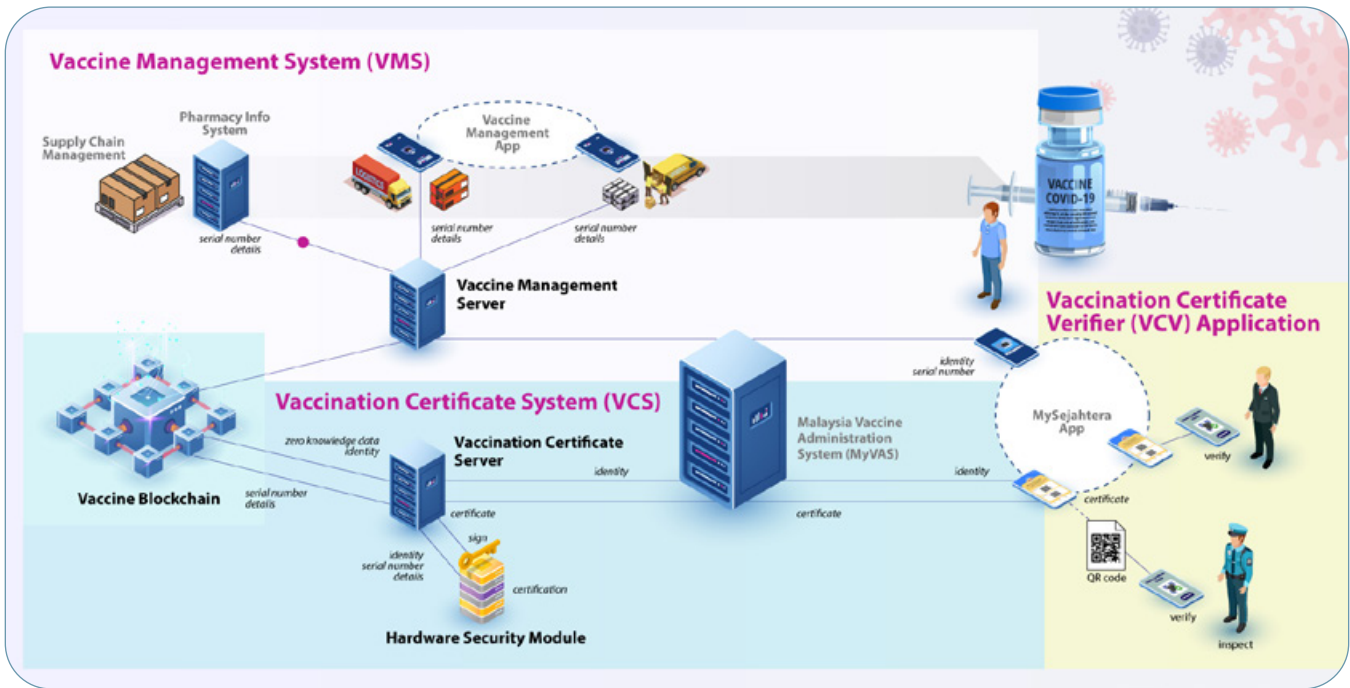 Vaccine Management System (VMS)
Pharmacy Info
System
Supply Chain
Management
Vaccine
Management
App
LOGISTICS
serial number
details
serial number
details
serial number
details
Vaccine Management
Server
VACCINE
COVID-19
Vaccination Certificate
Verifier (VCV) Application
identity
serial number
MySejahtera
App
verify
certificate
QR code
verify
inspect
Vaccination Certificate System (VCS)
zero knowledge data
identity
Vaccination Certificate
Server
Malaysia Vaccine
Administration
System (MyVAS)
identity
identity
Vaccine Blockchain
serial number
details
certificate
certificate
sign
identity
serial number
details
certification
Hardware Security Module